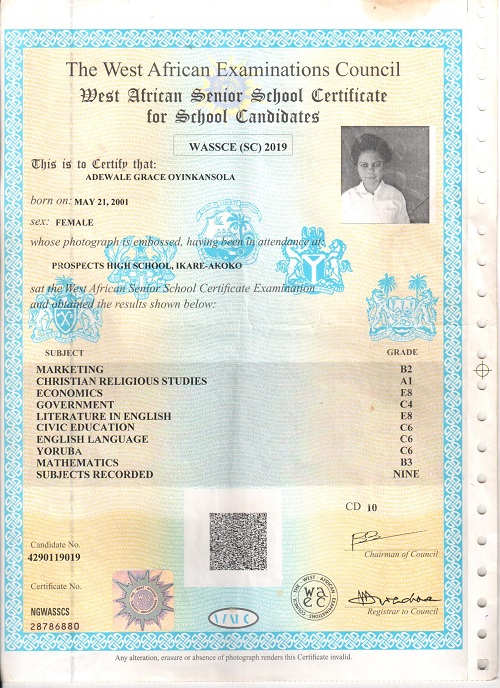 The West African Examinations Council
West African Senior School Certificate
for School Candidates
WASSCE (SC) 2019
This is to Certify that:
ADEWALE GRACE OYINKANSOLA
born on: MAY 21, 2001
sex: FEMALE
whose photograph is embossed, having been in attendance at:
PROSPECTS HIGH SCHOOL, IKARE-AKOKO
sat the West African Senior School Certificate Examination
and obtained the results shown below:
SUBJECT GRADE
MARKETING B2
CHRISTIAN RELIGIOUS STUDIES A1
ECONOMICS E8
GOVERNMENT C4
LITERATURE IN ENGLISH E8
CIVIC EDUCATION C6
ENGLISH LANGUAGE C6
YORUBA C6
MATHEMATICS B3
SUBJECTS RECORDED NINE
CD 10
Candidate No.
4290119019
Chairman of Council
Certificate No.
NGWASSCS
28786880
THE WEST AFRICAN EXAMINATIONS COUNCIL
Registrar to Council
WAEC
Any alteration, erasure or absence of photograph renders this Certificate invalid.